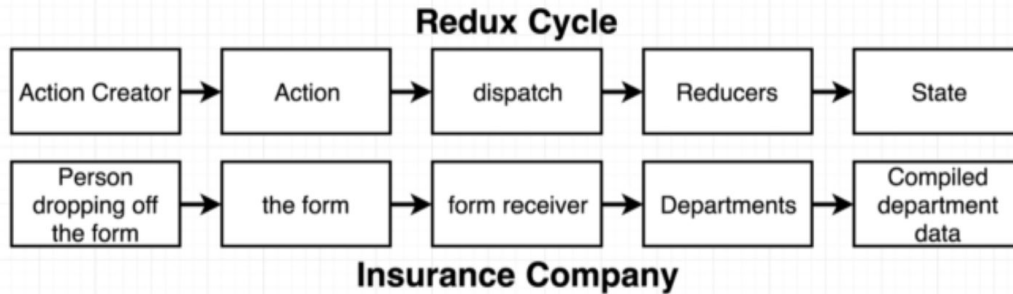 Redux Cycle
Action Creator
Action
dispatch
Reducers
State
Person
dropping off
the form
the form
form receiver
Departments
Compiled
department
data
Insurance Company